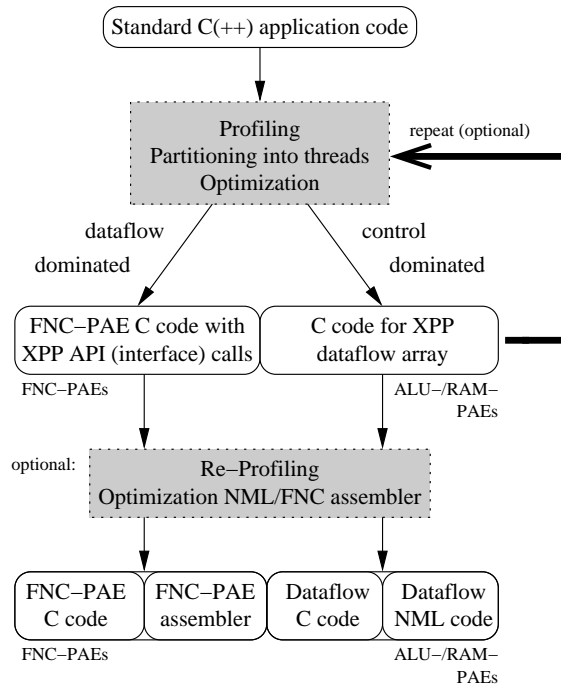 Standard C(++) application code
Profiling
Partitioning into threads
Optimization
repeat (optional)
dataflow
dominated
control
dominated
FNC−PAE C code with
XPP API (interface) calls
C code for XPP
dataflow array
FNC−PAEs
ALU−/RAM−
PAEs
optional:
Re−Profiling
Optimization NML/FNC assembler
FNC−PAE
C code
FNC−PAE
assembler
Dataflow
C code
Dataflow
NML code
FNC−PAEs
ALU−/RAM−
PAEs